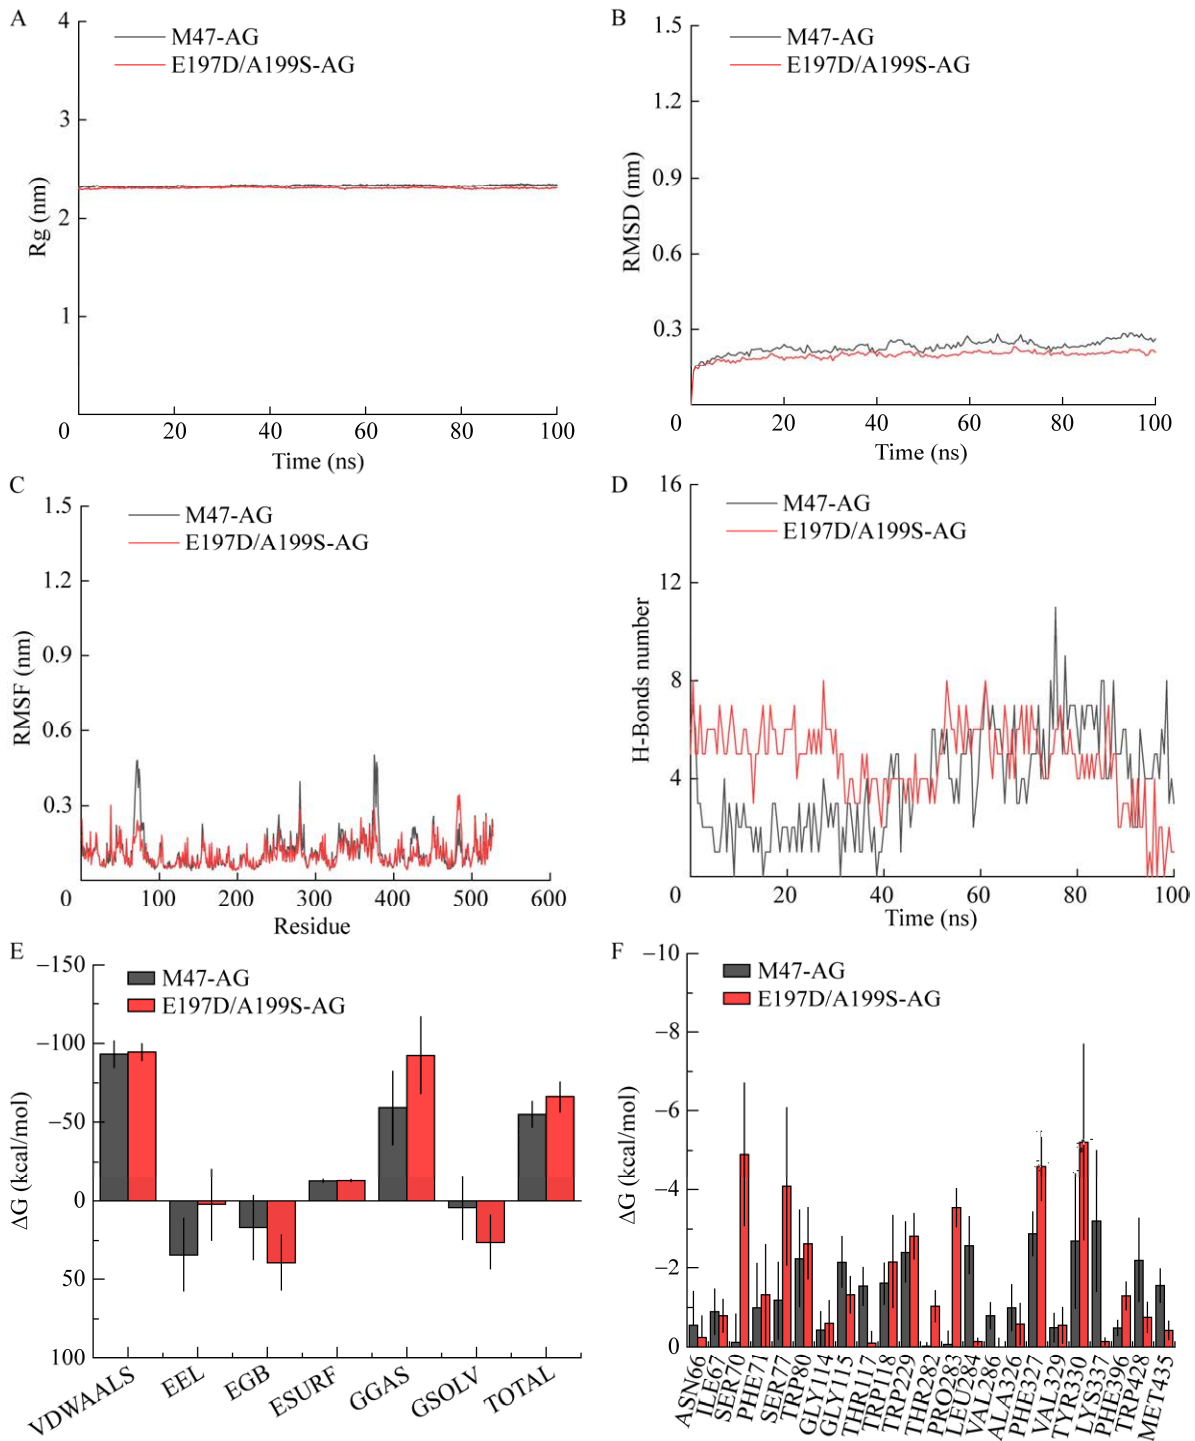 A
4
3
2
1
0
20
40
60
80
100
Rg (nm)
Time (ns)
M47-AG
E197D/A199S-AG
B
1.5
1.2
0.9
0.6
0.3
0
20
40
60
80
100
RMSD (nm)
Time (ns)
M47-AG
E197D/A199S-AG
C
1.5
1.2
0.9
0.6
0.3
0
100
200
300
400
500
600
RMSF (nm)
Residue
M47-AG
E197D/A199S-AG
D
16
12
8
4
0
20
40
60
80
100
H-Bonds number
Time (ns)
M47-AG
E197D/A199S-AG
E
−150
−100
−50
0
50
100
ΔG (kcal/mol)
M47-AG
E197D/A199S-AG
VDWAALS
EEL
EGB
ESURF
GGAS
GSOLV
TOTAL
F
−10
−8
−6
−4
−2
0
ΔG (kcal/mol)
M47-AG
E197D/A199S-AG
ASN66
ILE67
SER70
PHE71
SER77
TRP80
GLY114
GLY115
THR117
TRP118
TRP229
THR282
PRO283
LEU284
VAL286
ALA326
PHE327
VAL329
TYR330
LYS337
PHE396
TRP428
MET435